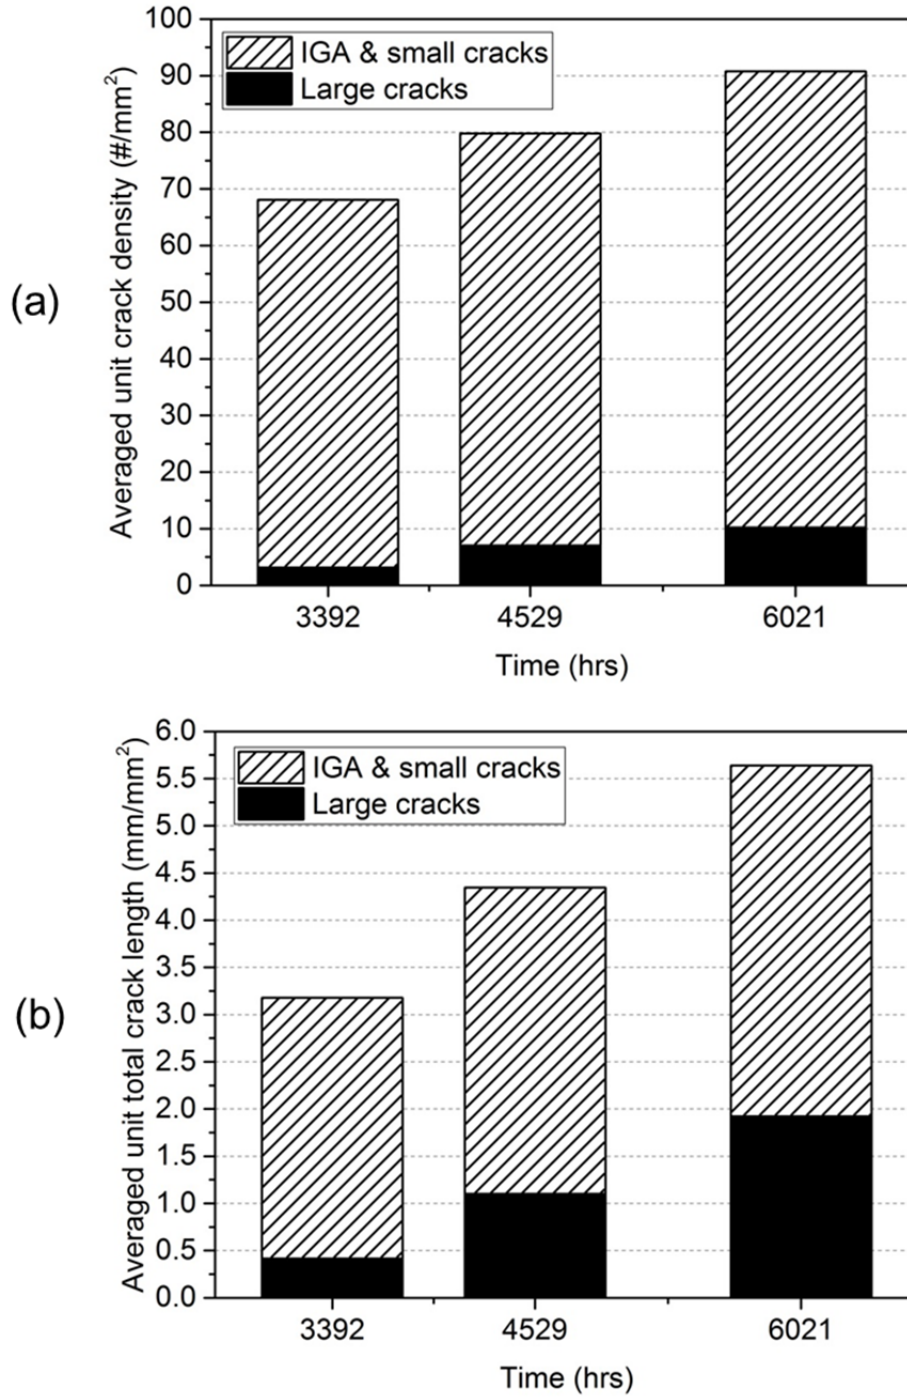 (a)
Averaged unit crack density (#/mm²)
100
90
80
70
60
50
40
30
20
10
0
IGA & small cracks
Large cracks
3392 4529 6021
Time (hrs)
(b)
Averaged unit total crack length (mm/mm²)
6.0
5.5
5.0
4.5
4.0
3.5
3.0
2.5
2.0
1.5
1.0
0.5
0.0
IGA & small cracks
Large cracks
3392 4529 6021
Time (hrs)